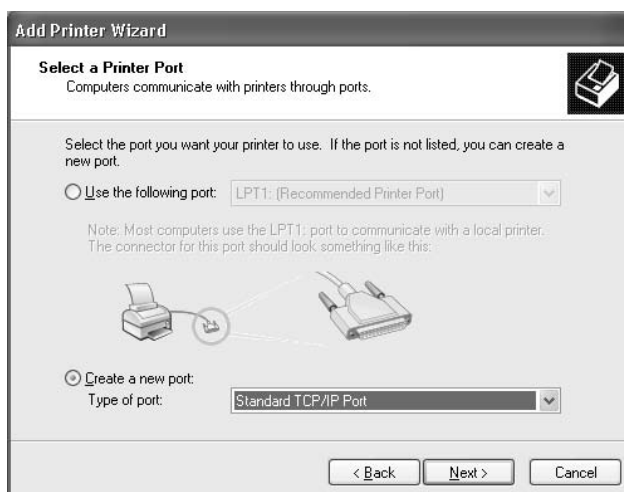 Add Printer Wizard
Select a Printer Port
Computers communicate with printers through ports.
Select the port you want your printer to use. If the port is not listed, you can create a
new port.
Use the following port: LPT1: (Recommended Printer Port)
Note: Most computers use the LPT1: port to communicate with a local printer.
The connector for this port should look something like this:
Create a new port:
Type of port: Standard TCP/IP Port
< Back Next > Cancel